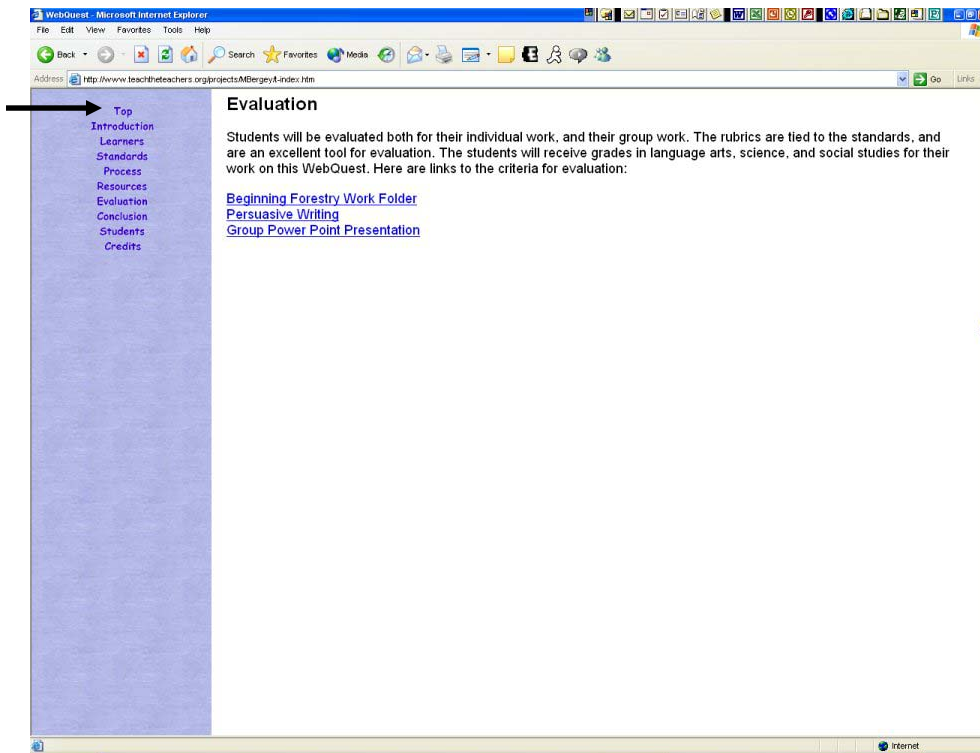 WebQuest - Microsoft Internet Explorer
File Edit View Favorites Tools Help
Back Search Favorites Media
Address http://www.teachtheteachers.org/projects/MBergey/t-index.htm Go Links
Top
Introduction
Learners
Standards
Process
Resources
Evaluation
Conclusion
Students
Credits
Evaluation
Students will be evaluated both for their individual work, and their group work. The rubrics are tied to the standards, and
are an excellent tool for evaluation. The students will receive grades in language arts, science, and social studies for their
work on this WebQuest. Here are links to the criteria for evaluation:
Beginning Forestry Work Folder
Persuasive Writing
Group Power Point Presentation
Internet